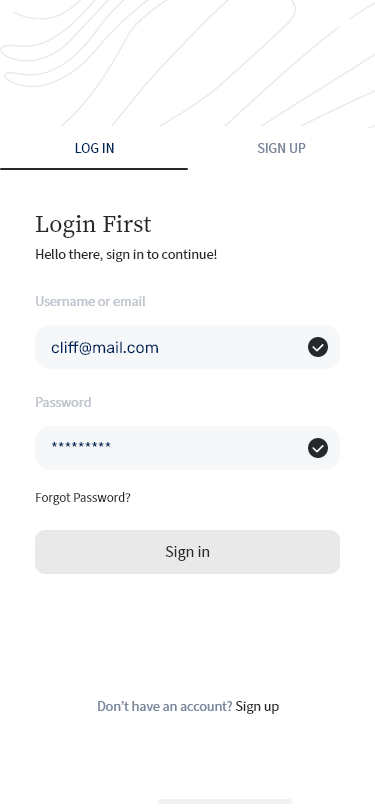 LOG IN
SIGN UP
Login First
Hello there, sign in to continue!
Username or email
cliff@mail.com
Password
*********
Forgot Password?
Sign in
Don't have an account? Sign up